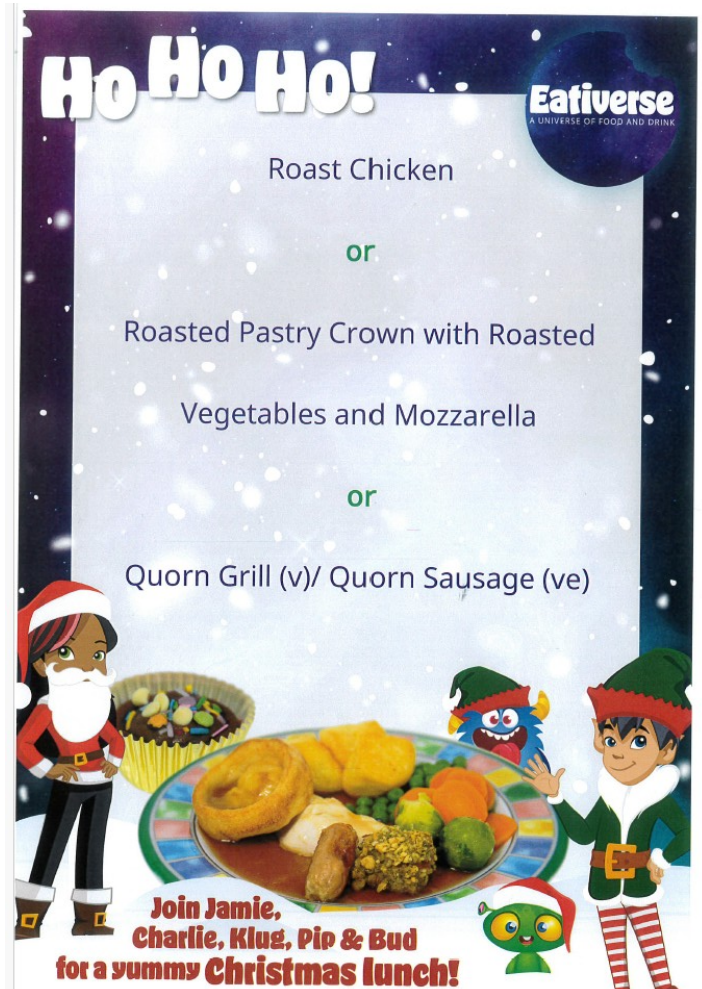 Ho Ho Ho!
Eativerse
A UNIVERSE OF FOOD AND DRINK
Roast Chicken
or
Roasted Pastry Crown with Roasted
Vegetables and Mozzarella
or
Quorn Grill (v)/ Quorn Sausage (ve)
Join Jamie,
Charlie, Klug, Pip & Bud
for a yummy Christmas lunch!